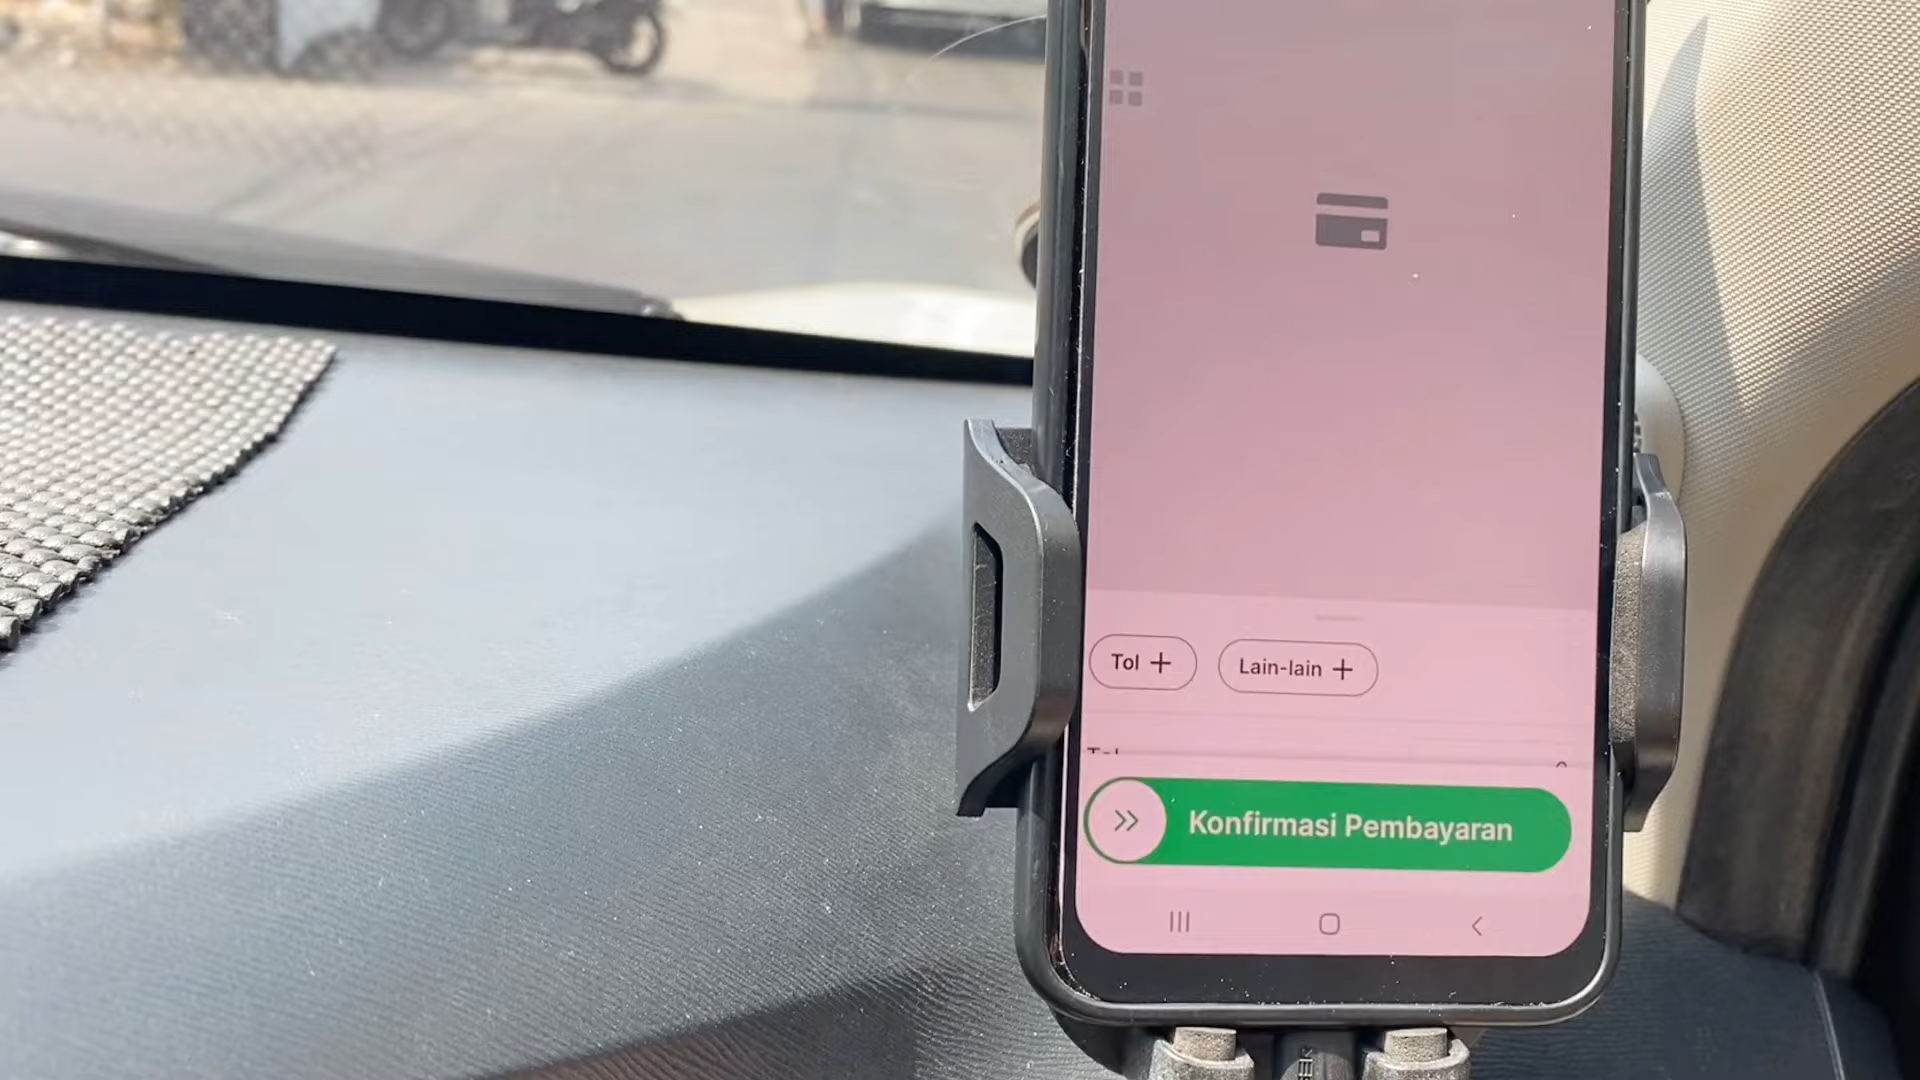 Tol +
Lain-lain +
Konfirmasi Pembayaran